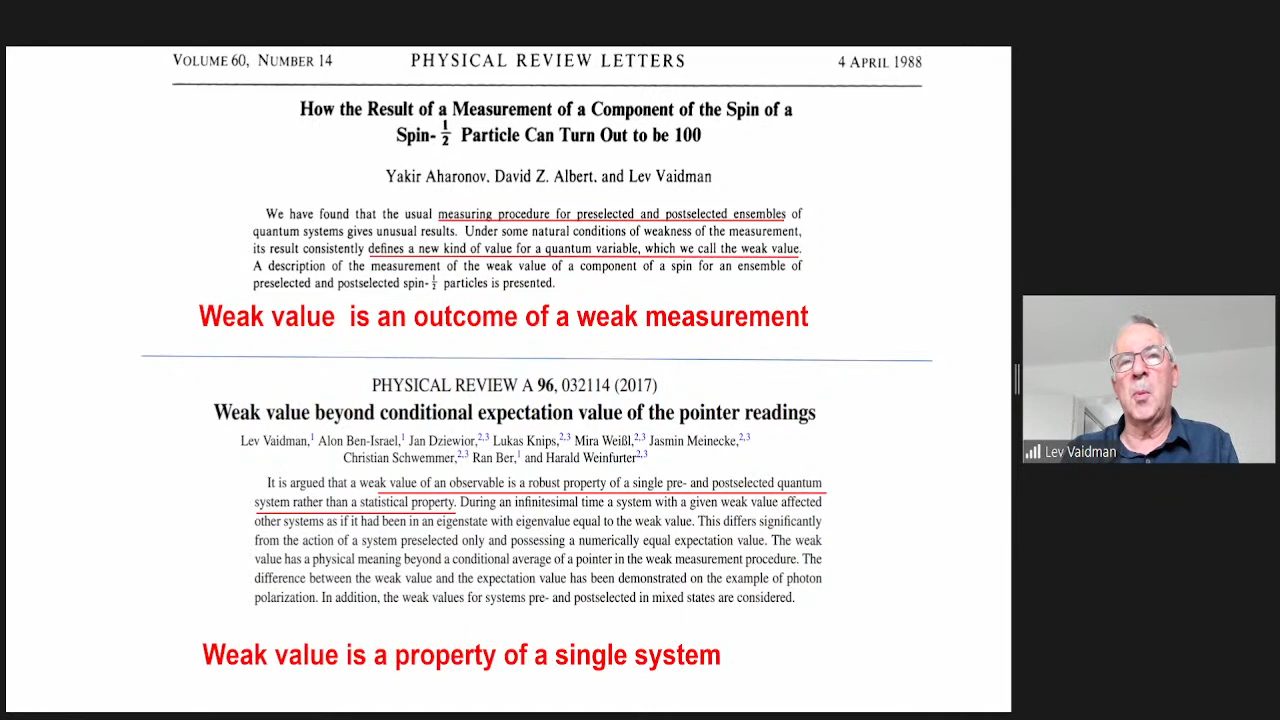 VOLUME 60, NUMBER 14 PHYSICAL REVIEW LETTERS 4 APRIL 1988
How the Result of a Measurement of a Component of the Spin of a
Spin-½ Particle Can Turn Out to be 100
Yakir Aharonov, David Z. Albert, and Lev Vaidman
We have found that the usual measuring procedure for preselected and postselected ensembles of
quantum systems gives unusual results. Under some natural conditions of weakness of the measurement,
its result consistently defines a new kind of value for a quantum variable, which we call the weak value.
A description of the measurement of the weak value of a component of a spin for an ensemble of
preselected and postselected spin-½ particles is presented.
Weak value is an outcome of a weak measurement
PHYSICAL REVIEW A 96, 032114 (2017)
Weak value beyond conditional expectation value of the pointer readings
Lev Vaidman,¹ Alon Ben-Israel,¹ Jan Dziewior,²,³ Lukas Knips,²,³ Mira Weißl,²,³ Jasmin Meinecke,²,³
Christian Schwemmer,²,³ Ran Ber,¹ and Harald Weinfurter²,³
It is argued that a weak value of an observable is a robust property of a single pre- and postselected quantum
system rather than a statistical property. During an infinitesimal time a system with a given weak value affected
other systems as if it had been in an eigenstate with eigenvalue equal to the weak value. This differs significantly
from the action of a system preselected only and possessing a numerically equal expectation value. The weak
value has a physical meaning beyond a conditional average of a pointer in the weak measurement procedure. The
difference between the weak value and the expectation value has been demonstrated on the example of photon
polarization. In addition, the weak values for systems pre- and postselected in mixed states are considered.
Weak value is a property of a single system
Lev Vaidman